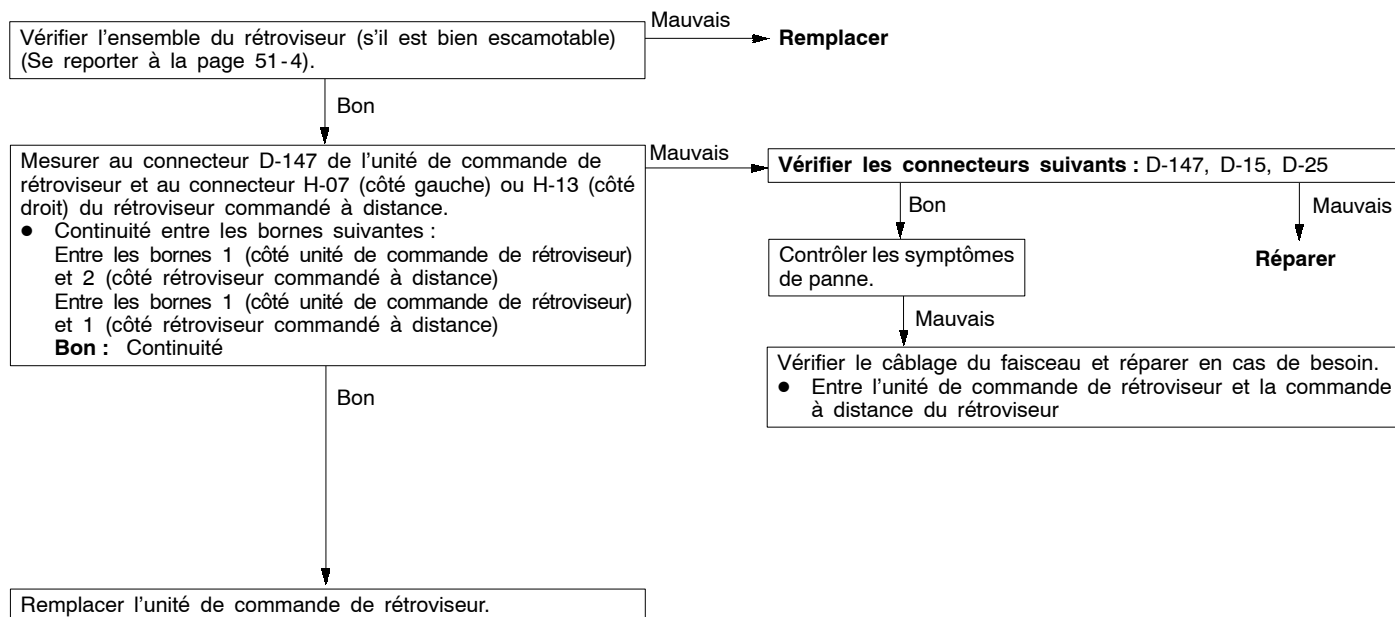 Vérifier l'ensemble du rétroviseur (s'il est bien escamotable)
(Se reporter à la page 51-4).
Mauvais
Remplacer
Bon
Mesurer au connecteur D-147 de l'unité de commande de
rétroviseur et au connecteur H-07 (côté gauche) ou H-13 (côté
droit) du rétroviseur commandé à distance.
● Continuité entre les bornes suivantes :
Entre les bornes 1 (côté unité de commande de rétroviseur)
et 2 (côté rétroviseur commandé à distance)
Entre les bornes 1 (côté unité de commande de rétroviseur)
et 1 (côté rétroviseur commandé à distance)
Bon : Continuité
Mauvais
Vérifier les connecteurs suivants : D-147, D-15, D-25
Bon
Mauvais
Contrôler les symptômes
de panne.
Réparer
Mauvais
Vérifier le câblage du faisceau et réparer en cas de besoin.
● Entre l'unité de commande de rétroviseur et la commande
à distance du rétroviseur
Bon
Remplacer l'unité de commande de rétroviseur.